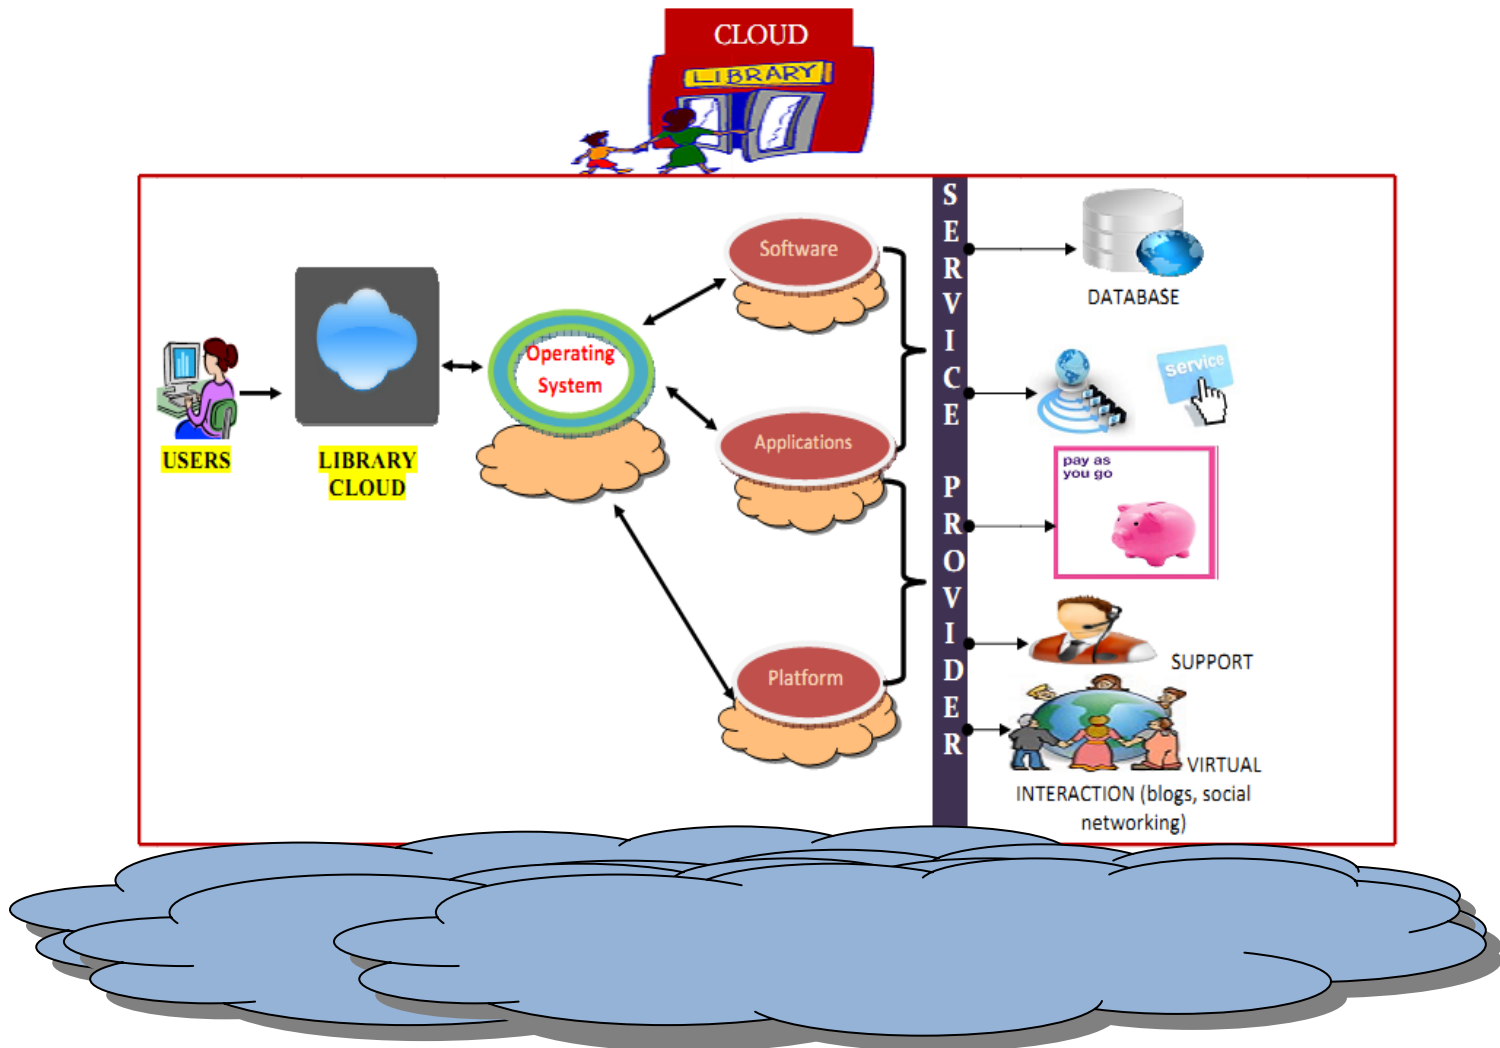 CLOUD
LIBRARY
Software
DATABASE
Operating
System
service
USERS
LIBRARY
CLOUD
Applications
pay as
you go
Platform
SUPPORT
VIRTUAL
INTERACTION (blogs, social
networking)
SERVICE PROVIDER